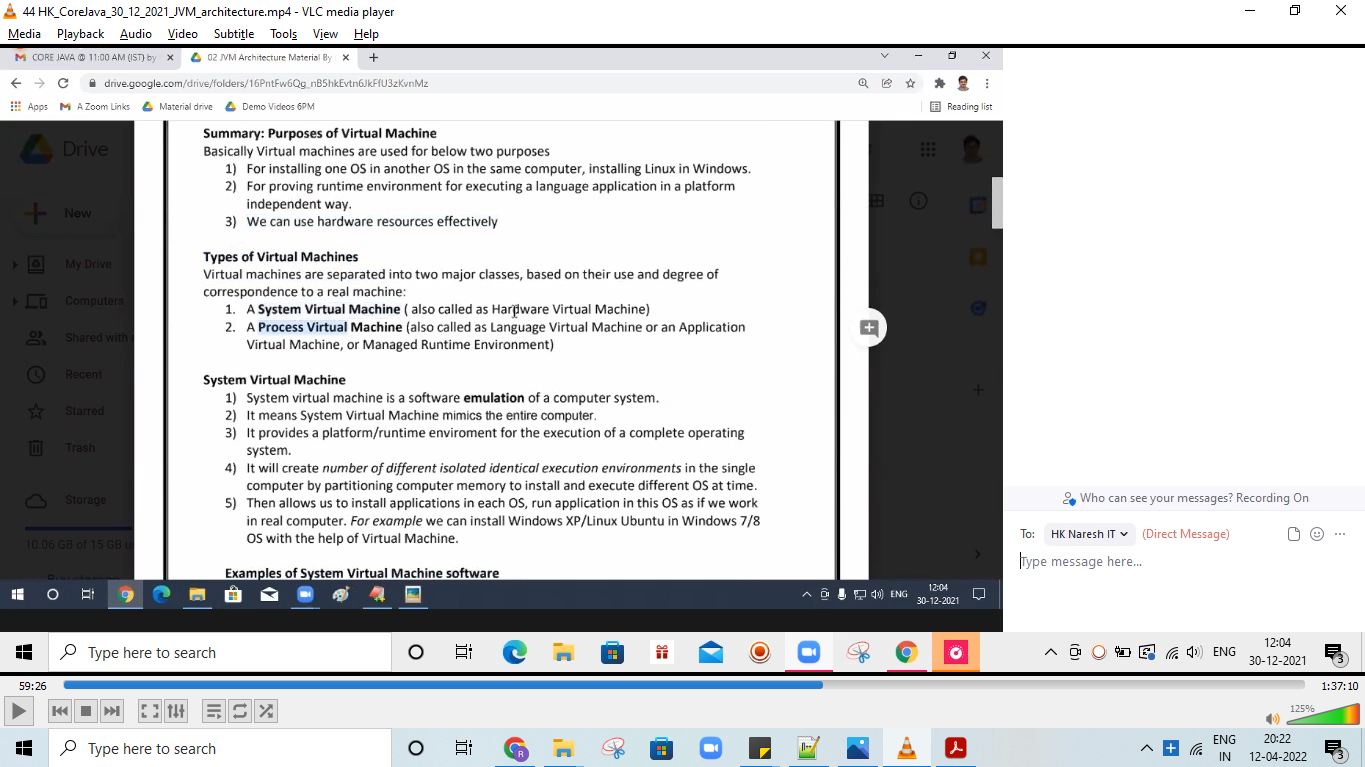 44 HK_CoreJava_30_12_2021_JVM_architecture.mp4 - VLC media player
Media Playback Audio Video Subtitle Tools View Help
CORE JAVA @ 11:00 AM (IST) by
02 JVM Architecture Material By
drive.google.com/drive/folders/16PntFw6Qg_nB5hkEvtn6JkFfU3zKvnMz
Apps A Zoom Links Material drive Demo Videos 6PM Reading list
Drive
New
My Drive
Computers
Shared with
Recent
Starred
Trash
Storage
10.06 GB of 15 GB
Summary: Purposes of Virtual Machine
Basically Virtual machines are used for below two purposes
1) For installing one OS in another OS in the same computer, installing Linux in Windows.
2) For proving runtime environment for executing a language application in a platform
independent way.
3) We can use hardware resources effectively
Types of Virtual Machines
Virtual machines are separated into two major classes, based on their use and degree of
correspondence to a real machine:
1. A System Virtual Machine ( also called as Hardware Virtual Machine)
2. A Process Virtual Machine (also called as Language Virtual Machine or an Application
Virtual Machine, or Managed Runtime Environment)
System Virtual Machine
1) System virtual machine is a software emulation of a computer system.
2) It means System Virtual Machine mimics the entire computer.
3) It provides a platform/runtime enviroment for the execution of a complete operating
system.
4) It will create number of different isolated identical execution environments in the single
computer by partitioning computer memory to install and execute different OS at time.
5) Then allows us to install applications in each OS, run application in this OS as if we work
in real computer. For example we can install Windows XP/Linux Ubuntu in Windows 7/8
OS with the help of Virtual Machine.
Examples of System Virtual Machine software
Who can see your messages? Recording On
To: HK Naresh IT (Direct Message)
Type message here...
ENG 12:04
30-12-2021
Type here to search
ENG 12:04
30-12-2021
3
59:26 1:37:10
125%
Type here to search
ENG 20:22
IN 12-04-2022
3